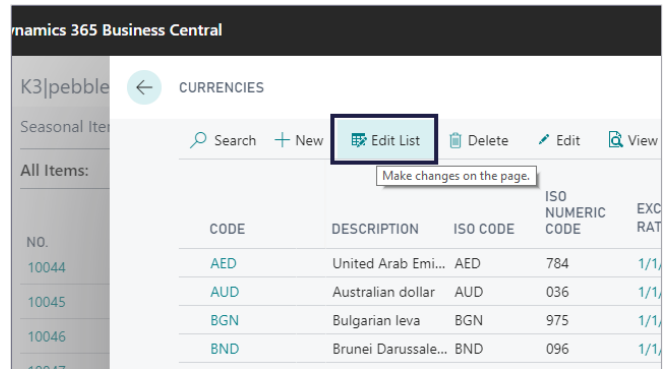 namics 365 Business Central
K3|pebble
CURRENCIES
Seasonal Iter
Search New Edit List Delete Edit View
All Items:
Make changes on the page.
CODE DESCRIPTION ISO CODE ISO NUMERIC CODE EXC RAT
NO.
AED United Arab Emi... AED 784 1/1/
10044
AUD Australian dollar AUD 036 1/1/
10045
BGN Bulgarian leva BGN 975 1/1/
10046
BND Brunei Darussale... BND 096 1/1/
10047